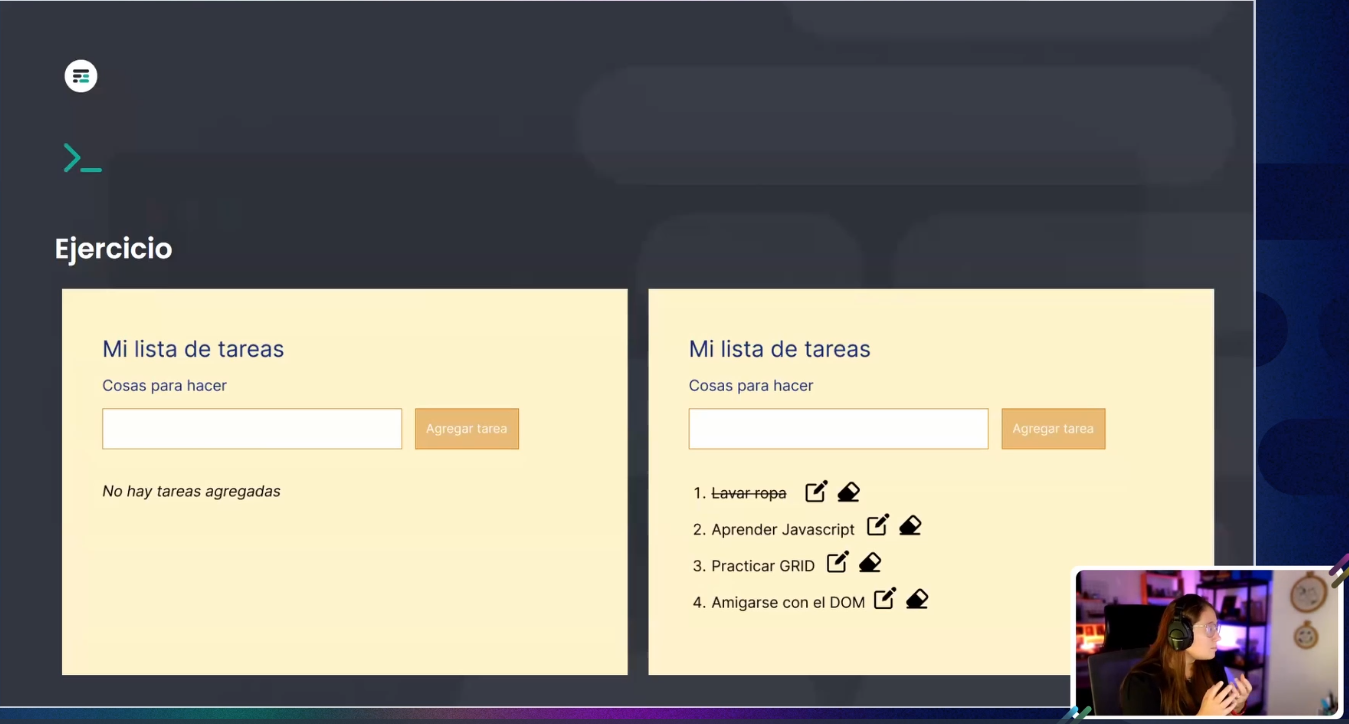 Ejercicio
Mi lista de tareas
Cosas para hacer
Agregar tarea
No hay tareas agregadas
Mi lista de tareas
Cosas para hacer
Agregar tarea
1. Lavar ropa
2. Aprender Javascript
3. Practicar GRID
4. Amigarse con el DOM